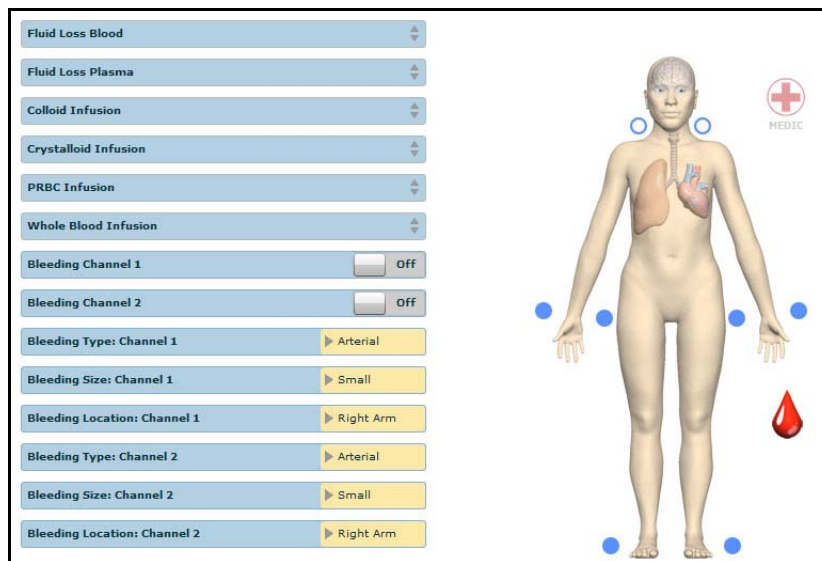 Fluid Loss Blood
Fluid Loss Plasma
Colloid Infusion
Crystalloid Infusion
PRBC Infusion
Whole Blood Infusion
Bleeding Channel 1 Off
Bleeding Channel 2 Off
Bleeding Type: Channel 1 Arterial
Bleeding Size: Channel 1 Small
Bleeding Location: Channel 1 Right Arm
Bleeding Type: Channel 2 Arterial
Bleeding Size: Channel 2 Small
Bleeding Location: Channel 2 Right Arm
MEDIC